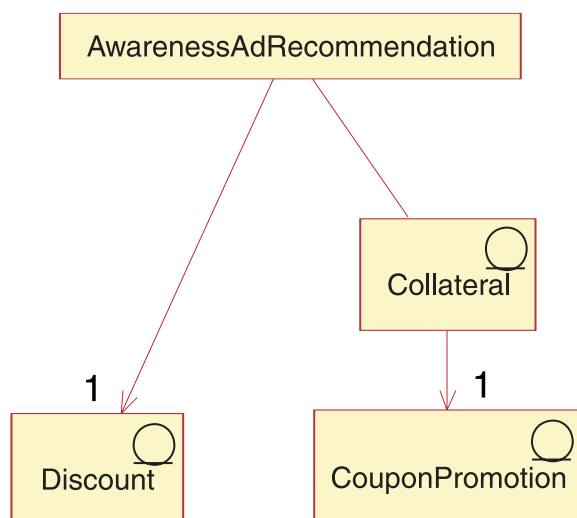 AwarenessAdRecommendation
Collateral
1
1
Discount
CouponPromotion